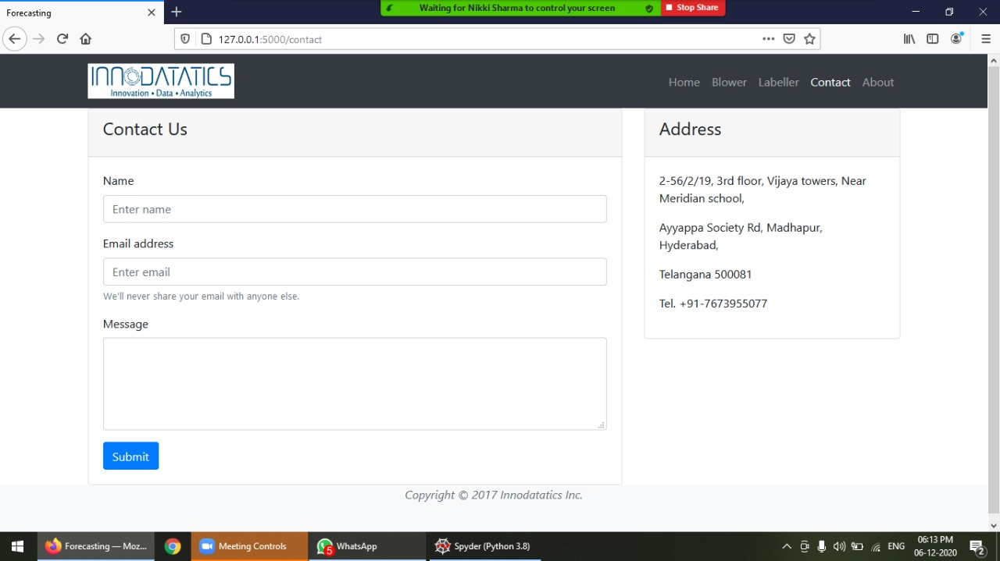 Forecasting
Waiting for Nikki Sharma to control your screen
Stop Share
127.0.0.1:5000/contact
INNODATATICS
Innovation • Data • Analytics
Home Blower Labeller Contact About
Contact Us
Name
Enter name
Email address
Enter email
We'll never share your email with anyone else.
Message
Submit
Address
2-56/2/19, 3rd floor, Vijaya towers, Near
Meridian school,
Ayyappa Society Rd, Madhapur,
Hyderabad,
Telangana 500081
Tel. +91-7673955077
Copyright © 2017 Innodatatics Inc.
Forecasting — Moz...
Meeting Controls
5
WhatsApp
Spyder (Python 3.8)
ENG
06:13 PM
06-12-2020
2